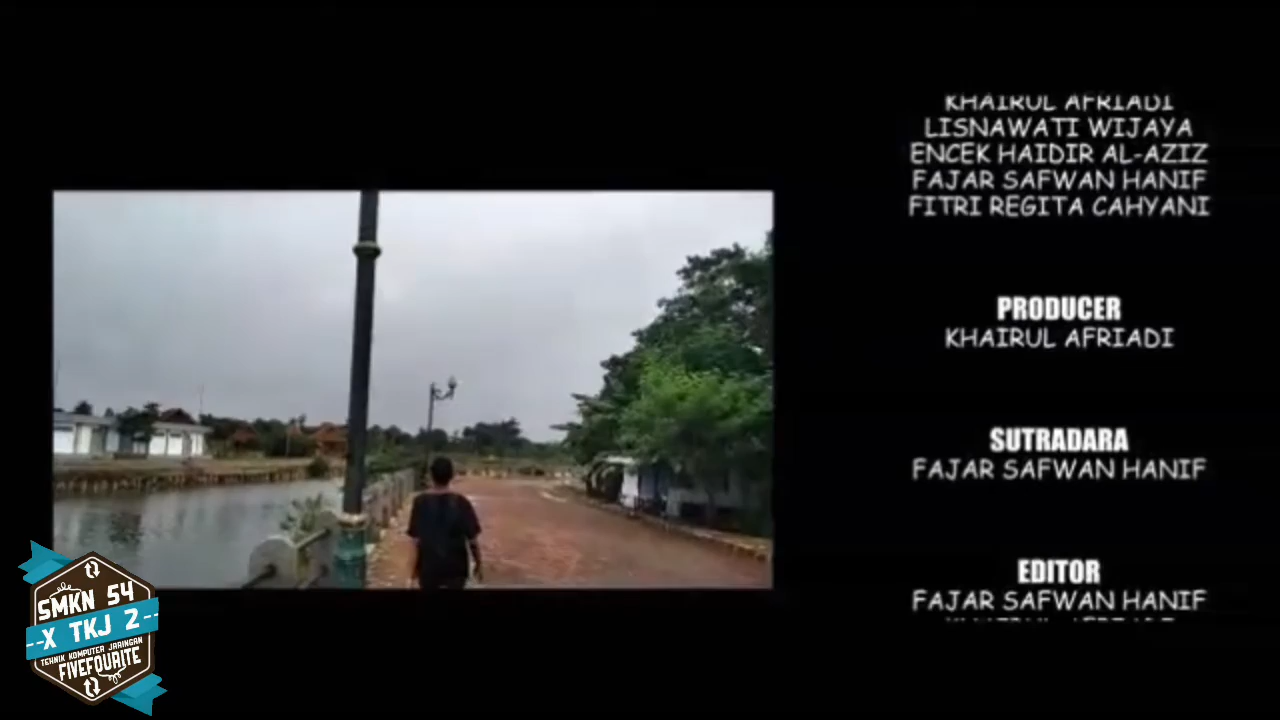 KHAIRUL AFRIADI
LISNAWATI WIJAYA
ENCEK HAIDIR AL-AZIZ
FAJAR SAFWAN HANIF
FITRI REGITA CAHYANI
PRODUCER
KHAIRUL AFRIADI
SUTRADARA
FAJAR SAFWAN HANIF
EDITOR
FAJAR SAFWAN HANIF
SMKN 54
X TKJ 2
TEHNIK KOMPUTER JARINGAN
FIVEFOURITE